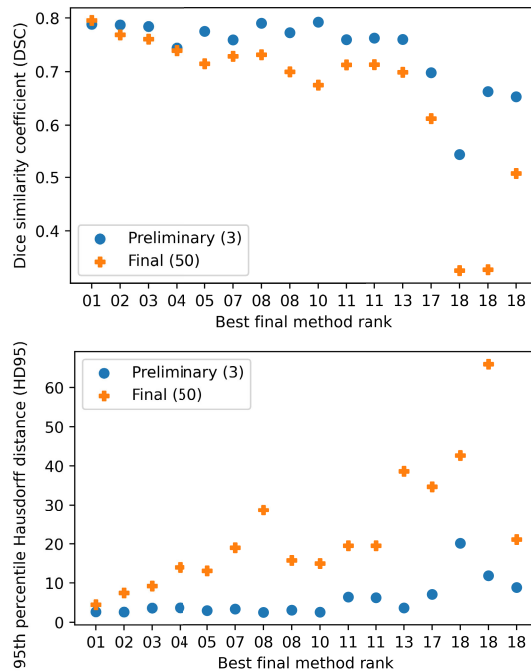 0.8
0.7
0.6
0.5
0.4
Dice similarity coefficient (DSC)
Preliminary (3)
Final (50)
01 02 03 04 05 07 08 08 10 11 11 13 17 18 18 18
Best final method rank
60
50
40
30
20
10
0
95th percentile Hausdorff distance (HD95)
Preliminary (3)
Final (50)
01 02 03 04 05 07 08 08 10 11 11 13 17 18 18 18
Best final method rank